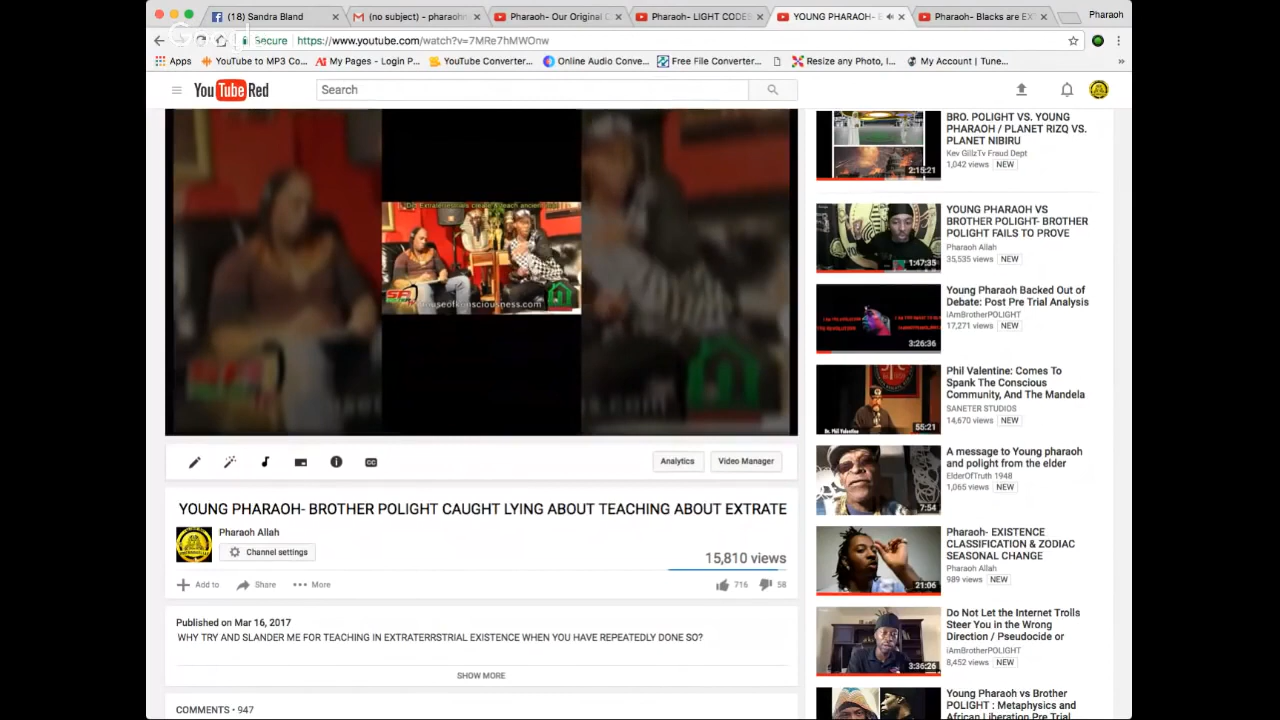 (18) Sandra Bland
(no subject) - pharaohn
Pharaoh- Our Original C
Pharaoh- LIGHT CODES
YOUNG PHARAOH- B
Pharaoh- Blacks are EX
Pharaoh
Secure https://www.youtube.com/watch?v=7MRe7hMWOnw
Apps
YouTube to MP3 Co...
My Pages - Login P...
YouTube Converter...
Online Audio Conve...
Free File Converter...
Resize any Photo, I...
My Account | Tune...
»
YouTube Red
Search
useofkonsciousness.com
Analytics
Video Manager
YOUNG PHARAOH- BROTHER POLIGHT CAUGHT LYING ABOUT TEACHING ABOUT EXTRATE
Pharaoh Allah
Channel settings
15,810 views
Add to
Share
More
716
58
Published on Mar 16, 2017
WHY TRY AND SLANDER ME FOR TEACHING IN EXTRATERRSTRIAL EXISTENCE WHEN YOU HAVE REPEATEDLY DONE SO?
SHOW MORE
COMMENTS • 947
BRO. POLIGHT VS. YOUNG
PHARAOH / PLANET RIZQ VS.
PLANET NIBIRU
Kev GillzTv Fraud Dept
1,042 views NEW
2:15:21
YOUNG PHARAOH VS
BROTHER POLIGHT- BROTHER
POLIGHT FAILS TO PROVE
Pharaoh Allah
35,535 views NEW
1:47:35
Young Pharaoh Backed Out of
Debate: Post Pre Trial Analysis
iAmBrotherPOLIGHT
17,271 views NEW
3:26:36
Phil Valentine: Comes To
Spank The Conscious
Community, And The Mandela
SANETER STUDIOS
14,670 views NEW
Dr. Phil Valentine
55:21
A message to Young pharaoh
and polight from the elder
ElderOfTruth 1948
1,065 views NEW
7:54
Pharaoh- EXISTENCE
CLASSIFICATION & ZODIAC
SEASONAL CHANGE
Pharaoh Allah
989 views NEW
21:06
Do Not Let the Internet Trolls
Steer You in the Wrong
Direction / Pseudocide or
iAmBrotherPOLIGHT
8,452 views NEW
3:36:26
Young Pharaoh vs Brother
POLIGHT : Metaphysics and
African Liberation Pre Trial